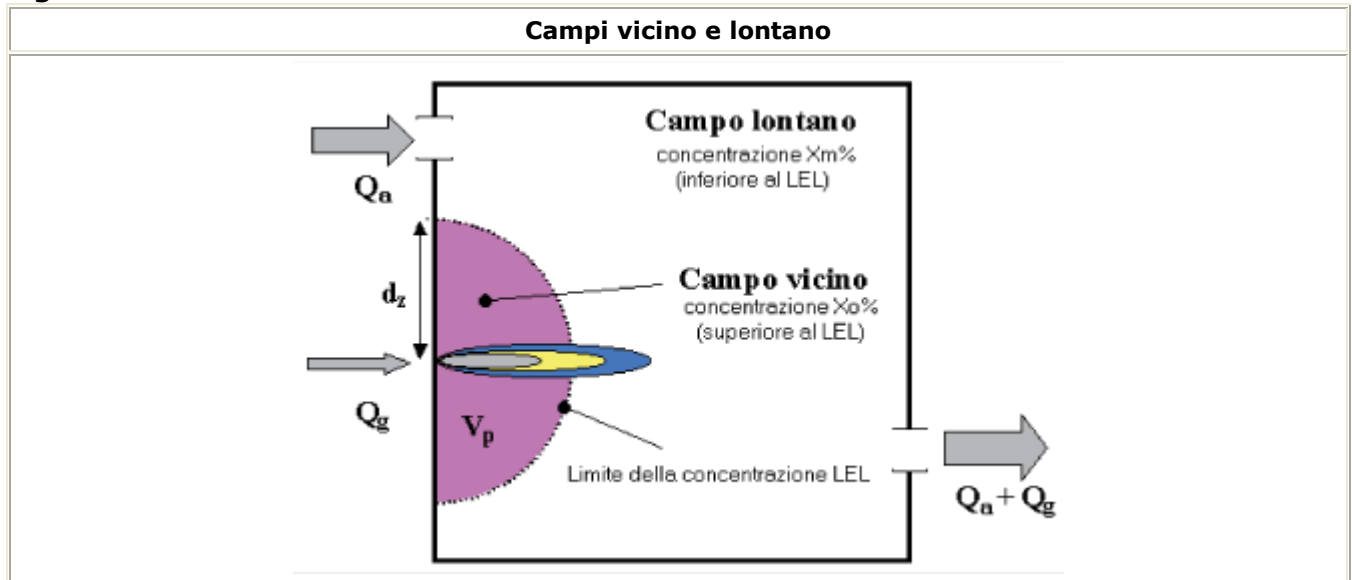 Campi vicino e lontano
Campo lontano
concentrazione Xm%
(inferiore al LEL)
Qa
Campo vicino
concentrazione Xo%
(superiore al LEL)
dz
Qg
Vp
Limite della concentrazione LEL
Qa + Qg